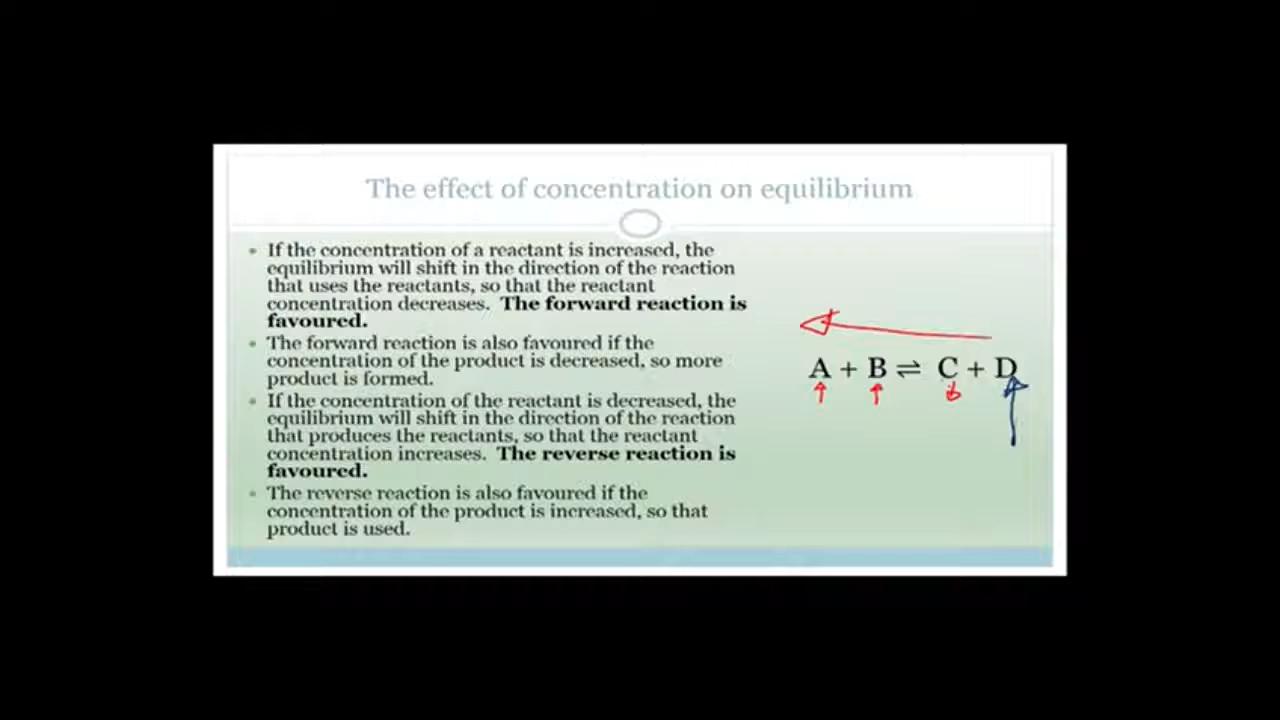 The effect of concentration on equilibrium
If the concentration of a reactant is increased, the
equilibrium will shift in the direction of the reaction
that uses the reactants, so that the reactant
concentration decreases. The forward reaction is
favoured.
The forward reaction is also favoured if the
concentration of the product is decreased, so more
product is formed.
If the concentration of the reactant is decreased, the
equilibrium will shift in the direction of the reaction
that produces the reactants, so that the reactant
concentration increases. The reverse reaction is
favoured.
The reverse reaction is also favoured if the
concentration of the product is increased, so that
product is used.
A + B ⇌ C + D